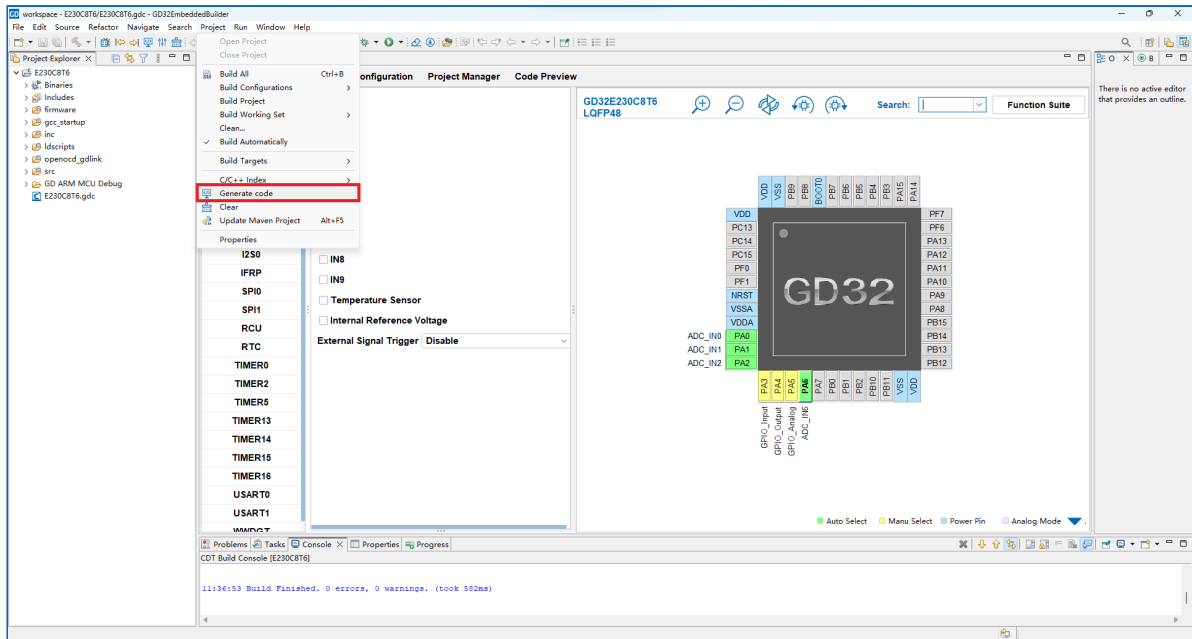 workspace - E230C8T6/E230C8T6.gdc - GD32EmbeddedBuilder
File Edit Source Refactor Navigate Search Project Run Window Help
Project Explorer
E230C8T6
Binaries
Includes
firmware
gcc_startup
inc
ldscripts
openocd_gdlink
src
GD ARM MCU Debug
E230C8T6.gdc
Open Project
Close Project
Build All Ctrl+B
Build Configurations
Build Project
Build Working Set
Clean...
Build Automatically
Build Targets
C/C++ Index
Generate code
Clear
Update Maven Project Alt+F5
Properties
onfiguration Project Manager Code Preview
I2S0
IFRP
SPI0
SPI1
RCU
RTC
TIMER0
TIMER2
TIMER5
TIMER13
TIMER14
TIMER15
TIMER16
USART0
USART1
WWDGT
IN8
IN9
Temperature Sensor
Internal Reference Voltage
External Signal Trigger Disable
GD32E230C8T6
LQFP48
Search:
Function Suite
VDD VSS PB9 PB8 BOOT0 PB7 PB6 PB5 PB4 PB3 PA15 PA14
VDD PF7
PC13 PF6
PC14 PA13
PC15 PA12
PF0 PA11
PF1 PA10
NRST PA9
VSSA PA8
VDDA PB15
ADC_IN0 PA0 PB14
ADC_IN1 PA1 PB13
ADC_IN2 PA2 PB12
GD32
PA3 PA4 PA5 PA6 PA7 PB0 PB1 PB2 PB10 PB11 VSS VDD
GPIO_Input GPIO_Output GPIO_Analog ADC_IN6
Auto Select Manu Select Power Pin Analog Mode
O B
There is no active editor
that provides an outline.
Problems Tasks Console Properties Progress
CDT Build Console [E230C8T6]
11:36:53 Build Finished. 0 errors, 0 warnings. (took 582ms)